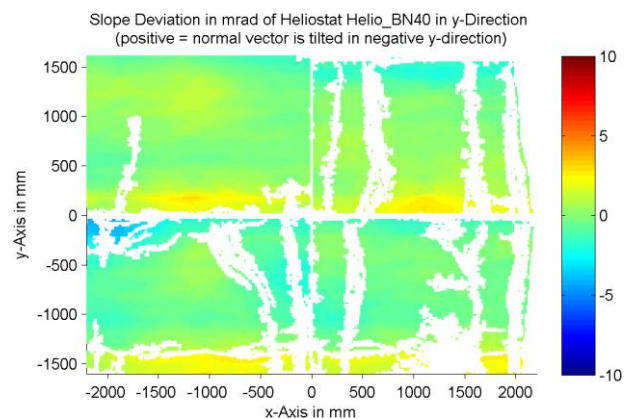 Slope Deviation in mrad of Heliostat Helio_BN40 in y-Direction
(positive = normal vector is tilted in negative y-direction)
1500
1000
500
0
-500
-1000
-1500
y-Axis in mm
-2000 -1500 -1000 -500 0 500 1000 1500 2000
x-Axis in mm
10
5
0
-5
-10